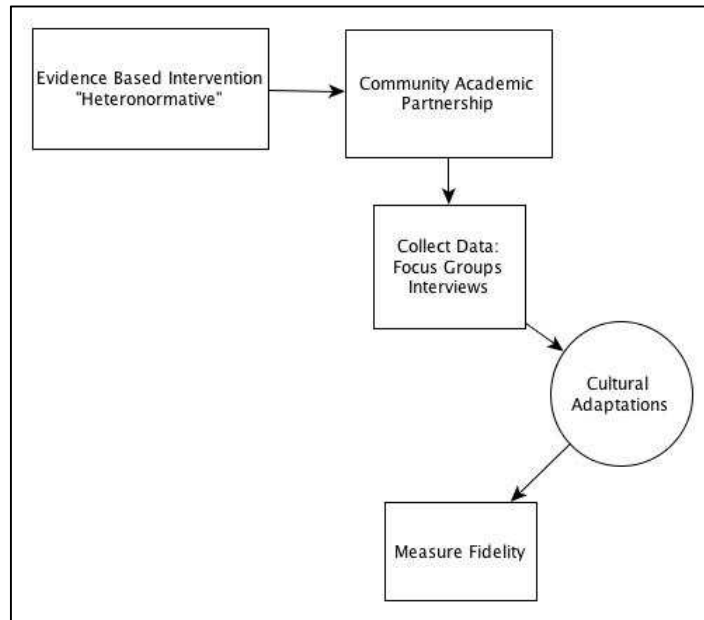 Evidence Based Intervention
"Heteronormative"
Community Academic
Partnership
Collect Data:
Focus Groups
Interviews
Cultural
Adaptations
Measure Fidelity